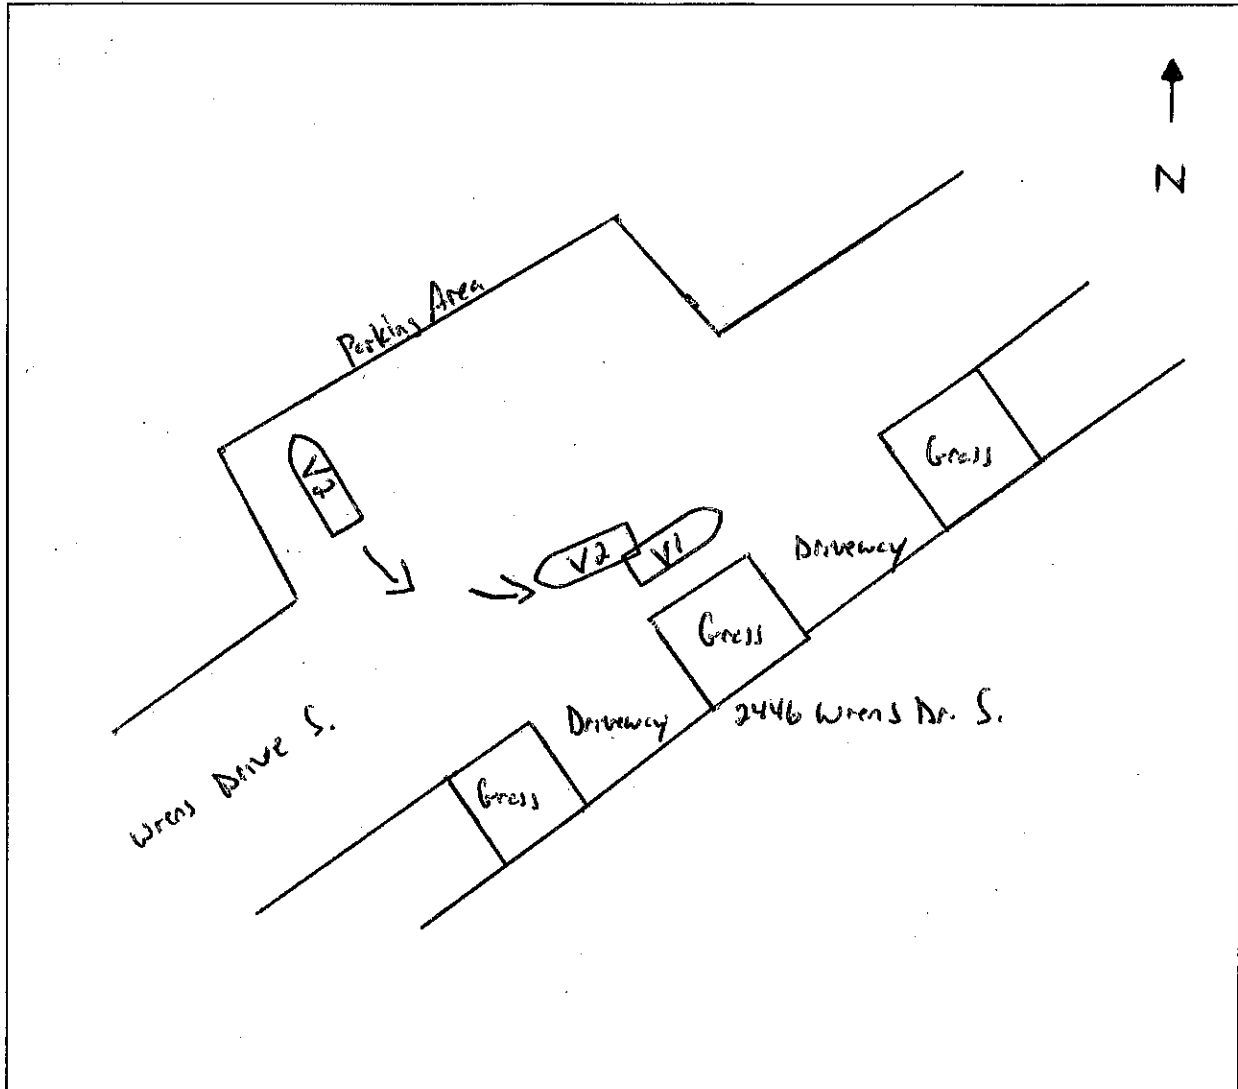 N
Parking Area
Grass
V2
V2
V1
Driveway
Grass
Driveway
2446 Wrens Dr. S.
Wrens Drive S.
Grass